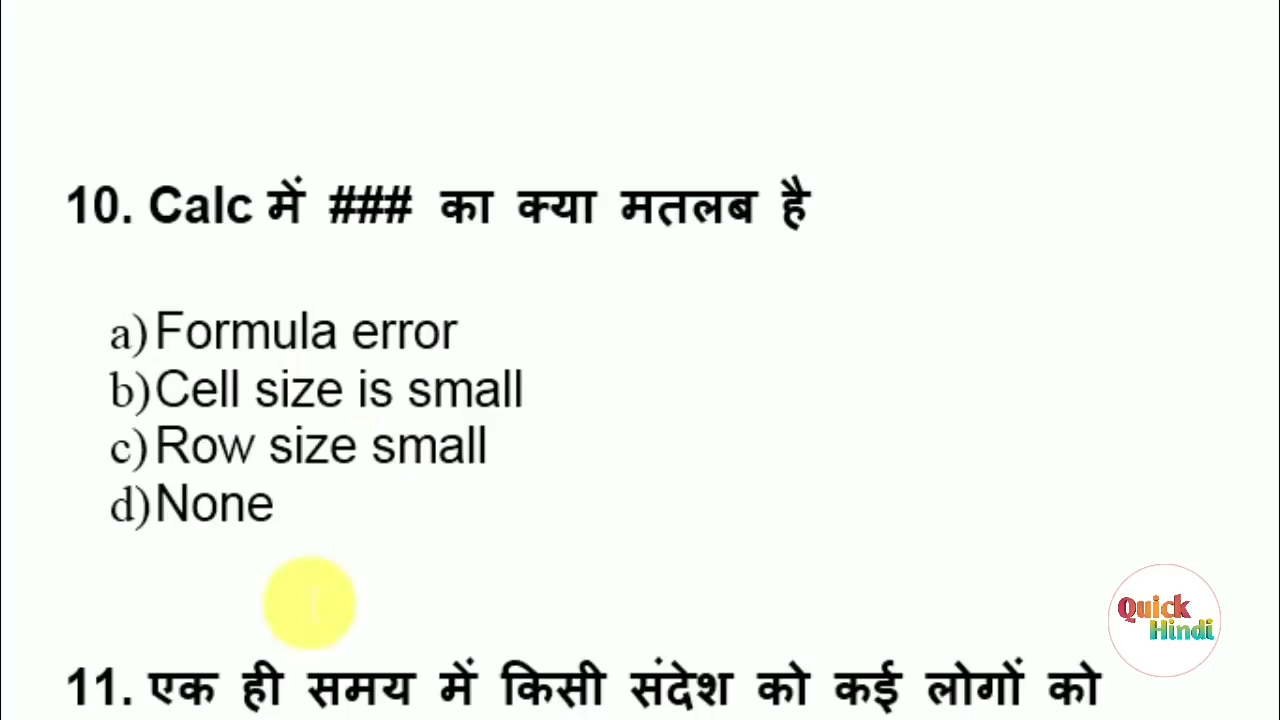 10. Calc में ### का क्या मतलब है
a) Formula error
b) Cell size is small
c) Row size small
d) None
Quick
Hindi
11. एक ही समय में किसी संदेश को कई लोगों को